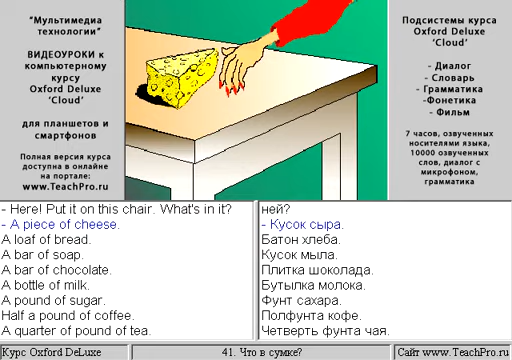 "Мультимедиа
технологии"
ВИДЕОУРОКИ к
компьютерному
курсу
Oxford Deluxe
'Cloud'
для планшетов и
смартфонов
Полная версия курса
доступна в онлайне
на портале:
www.TeachPro.ru
Подсистемы курса
Oxford Deluxe
'Cloud'
- Диалог
- Словарь
- Грамматика
-Фонетика
- Фильм
7 часов, озвученных
носителями языка,
10000 озвученных
слов, диалог с
микрофоном,
грамматика
- Here! Put it on this chair. What's in it?
- A piece of cheese.
A loaf of bread.
A bar of soap.
A bar of chocolate.
A bottle of milk.
A pound of sugar.
Half a pound of coffee.
A quarter of pound of tea.
ней?
- Кусок сыра.
Батон хлеба.
Кусок мыла.
Плитка шоколада.
Бутылка молока.
Фунт сахара.
Полфунта кофе.
Четверть фунта чая.
Курс Oxford DeLuxe
41. Что в сумке?
Сайт www.TeachPro.ru